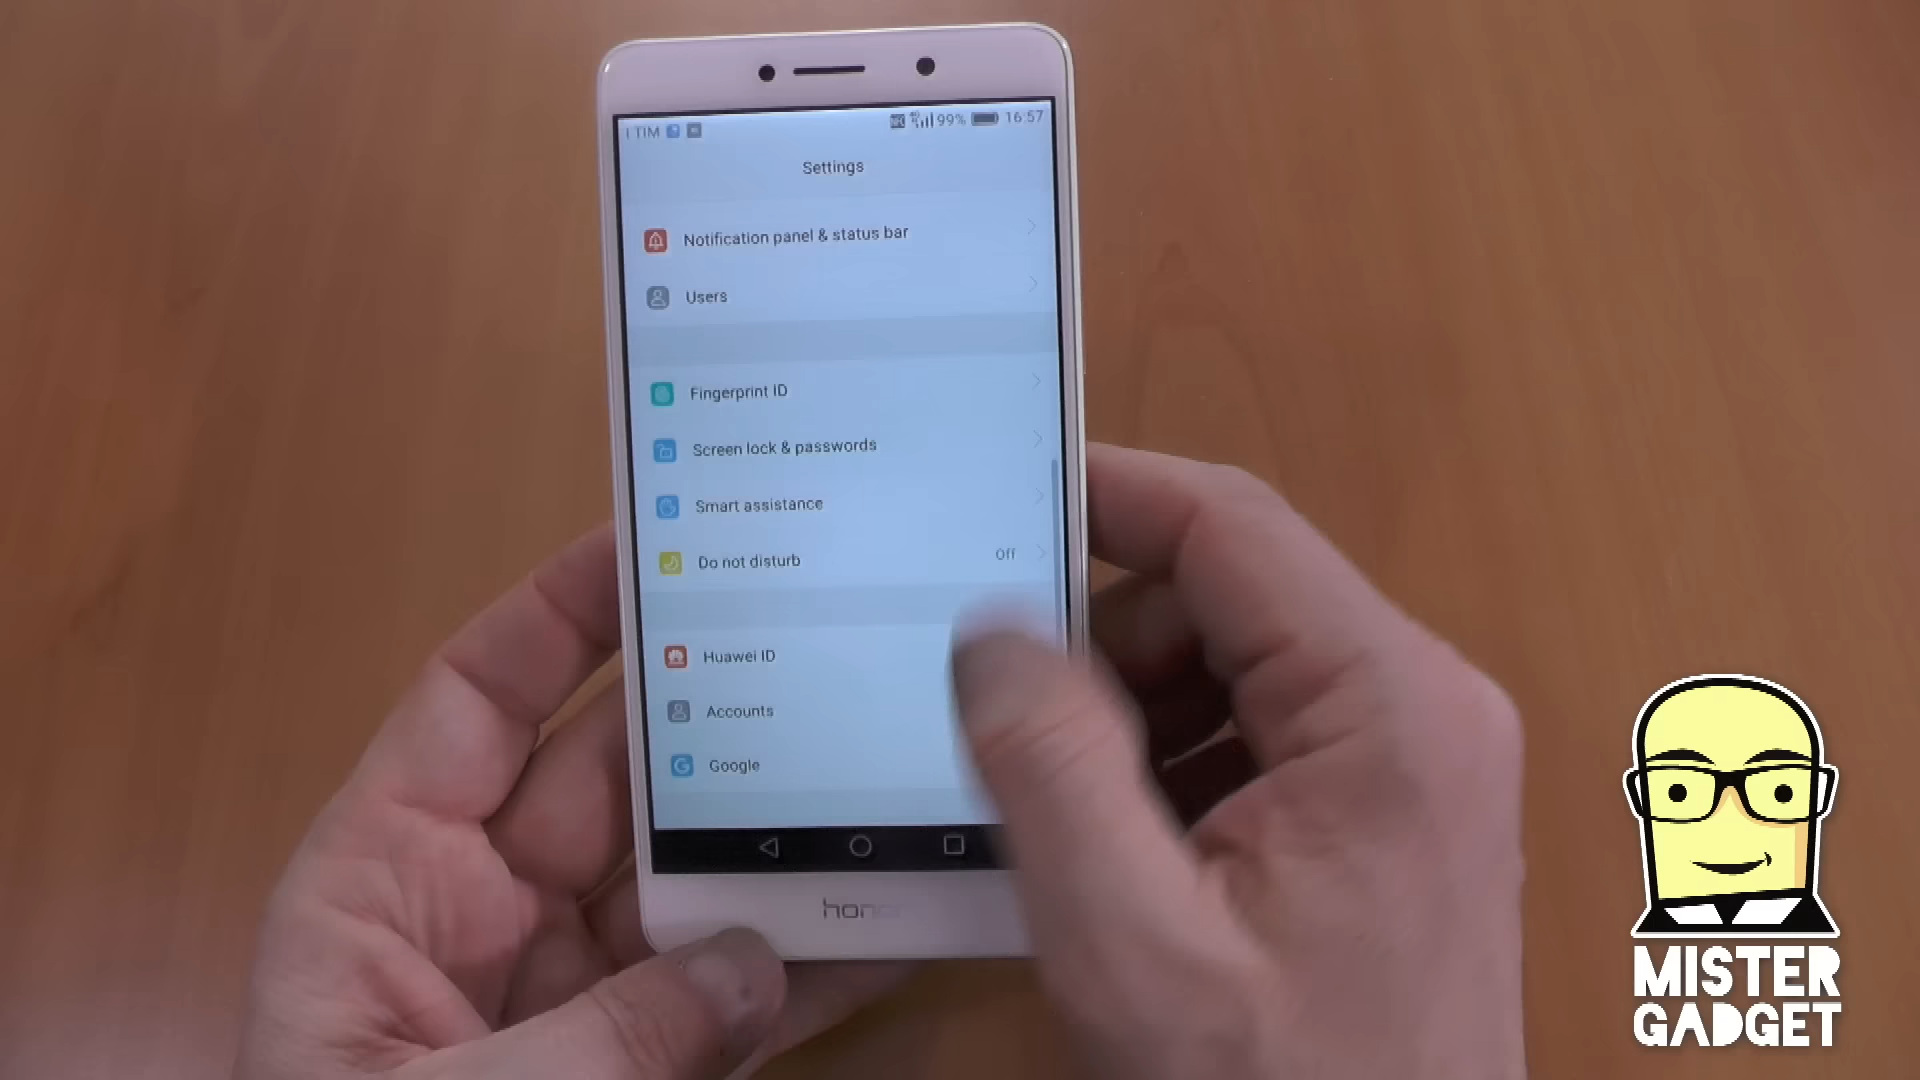 I TIM 99% 16:57
Settings
Notification panel & status bar
Users
Fingerprint ID
Screen lock & passwords
Smart assistance
Do not disturb Off
Huawei ID
Accounts
Google
hon
MISTER
GADGET